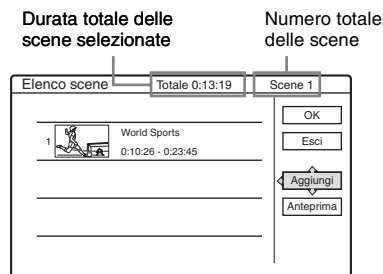 Durata totale delle
scene selezionate
Numero totale
delle scene
Elenco scene Totale 0:13:19 Scene 1
OK
Esci
1 World Sports
0:10:26 - 0:23:45
Aggiungi
Anteprima